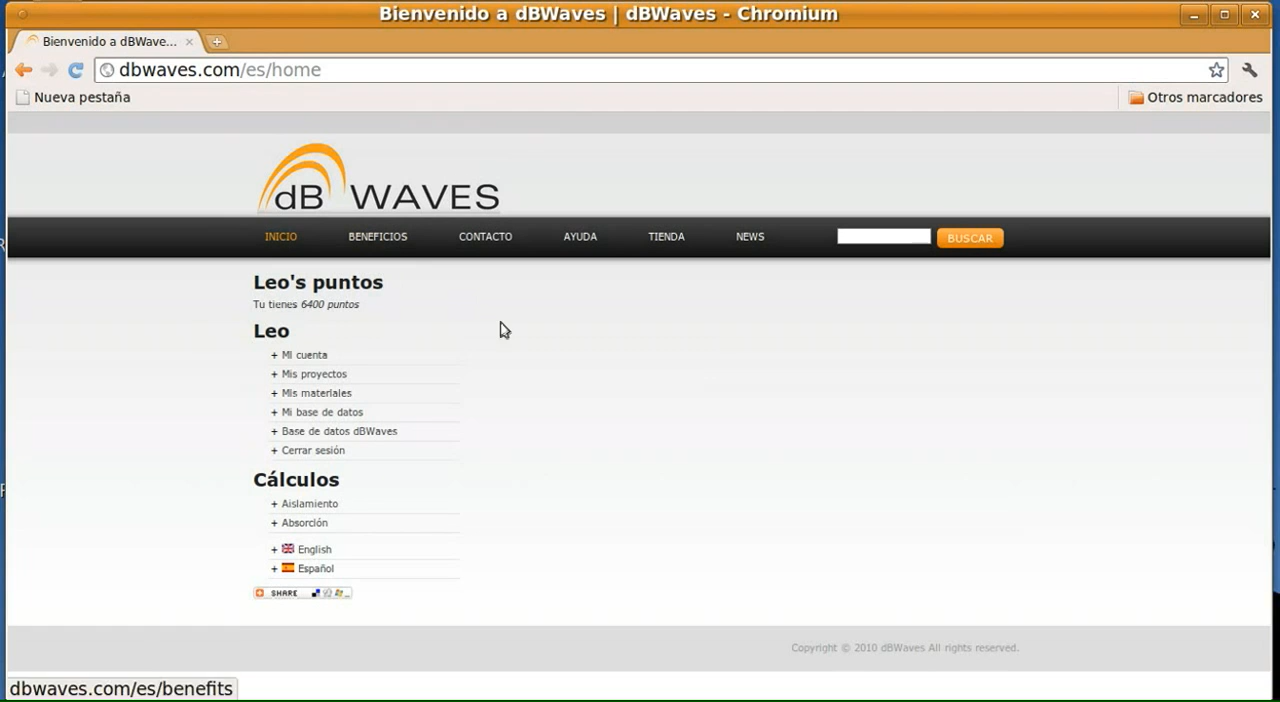 Bienvenido a dBWaves | dBWaves - Chromium
Bienvenido a dBWave...
dbwaves.com/es/home
Nueva pestaña
Otros marcadores
dB WAVES
INICIO BENEFICIOS CONTACTO AYUDA TIENDA NEWS BUSCAR
Leo's puntos
Tu tienes 6400 puntos
Leo
+ Mi cuenta
+ Mis proyectos
+ Mis materiales
+ Mi base de datos
+ Base de datos dBWaves
+ Cerrar sesión
Cálculos
+ Aislamiento
+ Absorción
+ English
+ Español
SHARE
Copyright © 2010 dBWaves All rights reserved.
dbwaves.com/es/benefits